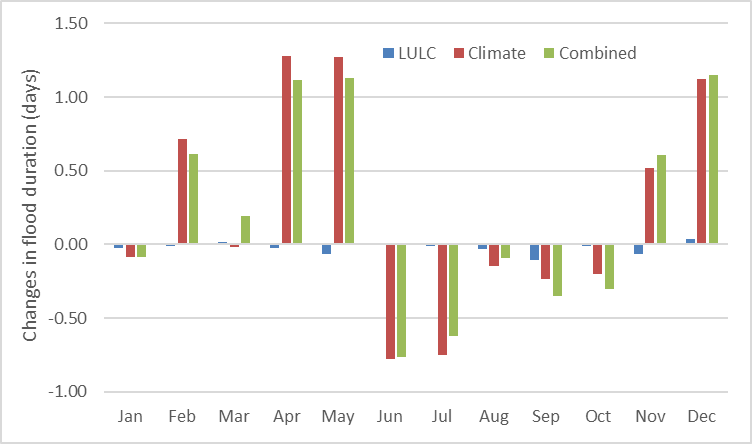 1.50
LULC Climate Combined
1.00
0.50
0.00
-0.50
-1.00
Changes in flood duration (days)
Jan Feb Mar Apr May Jun Jul Aug Sep Oct Nov Dec